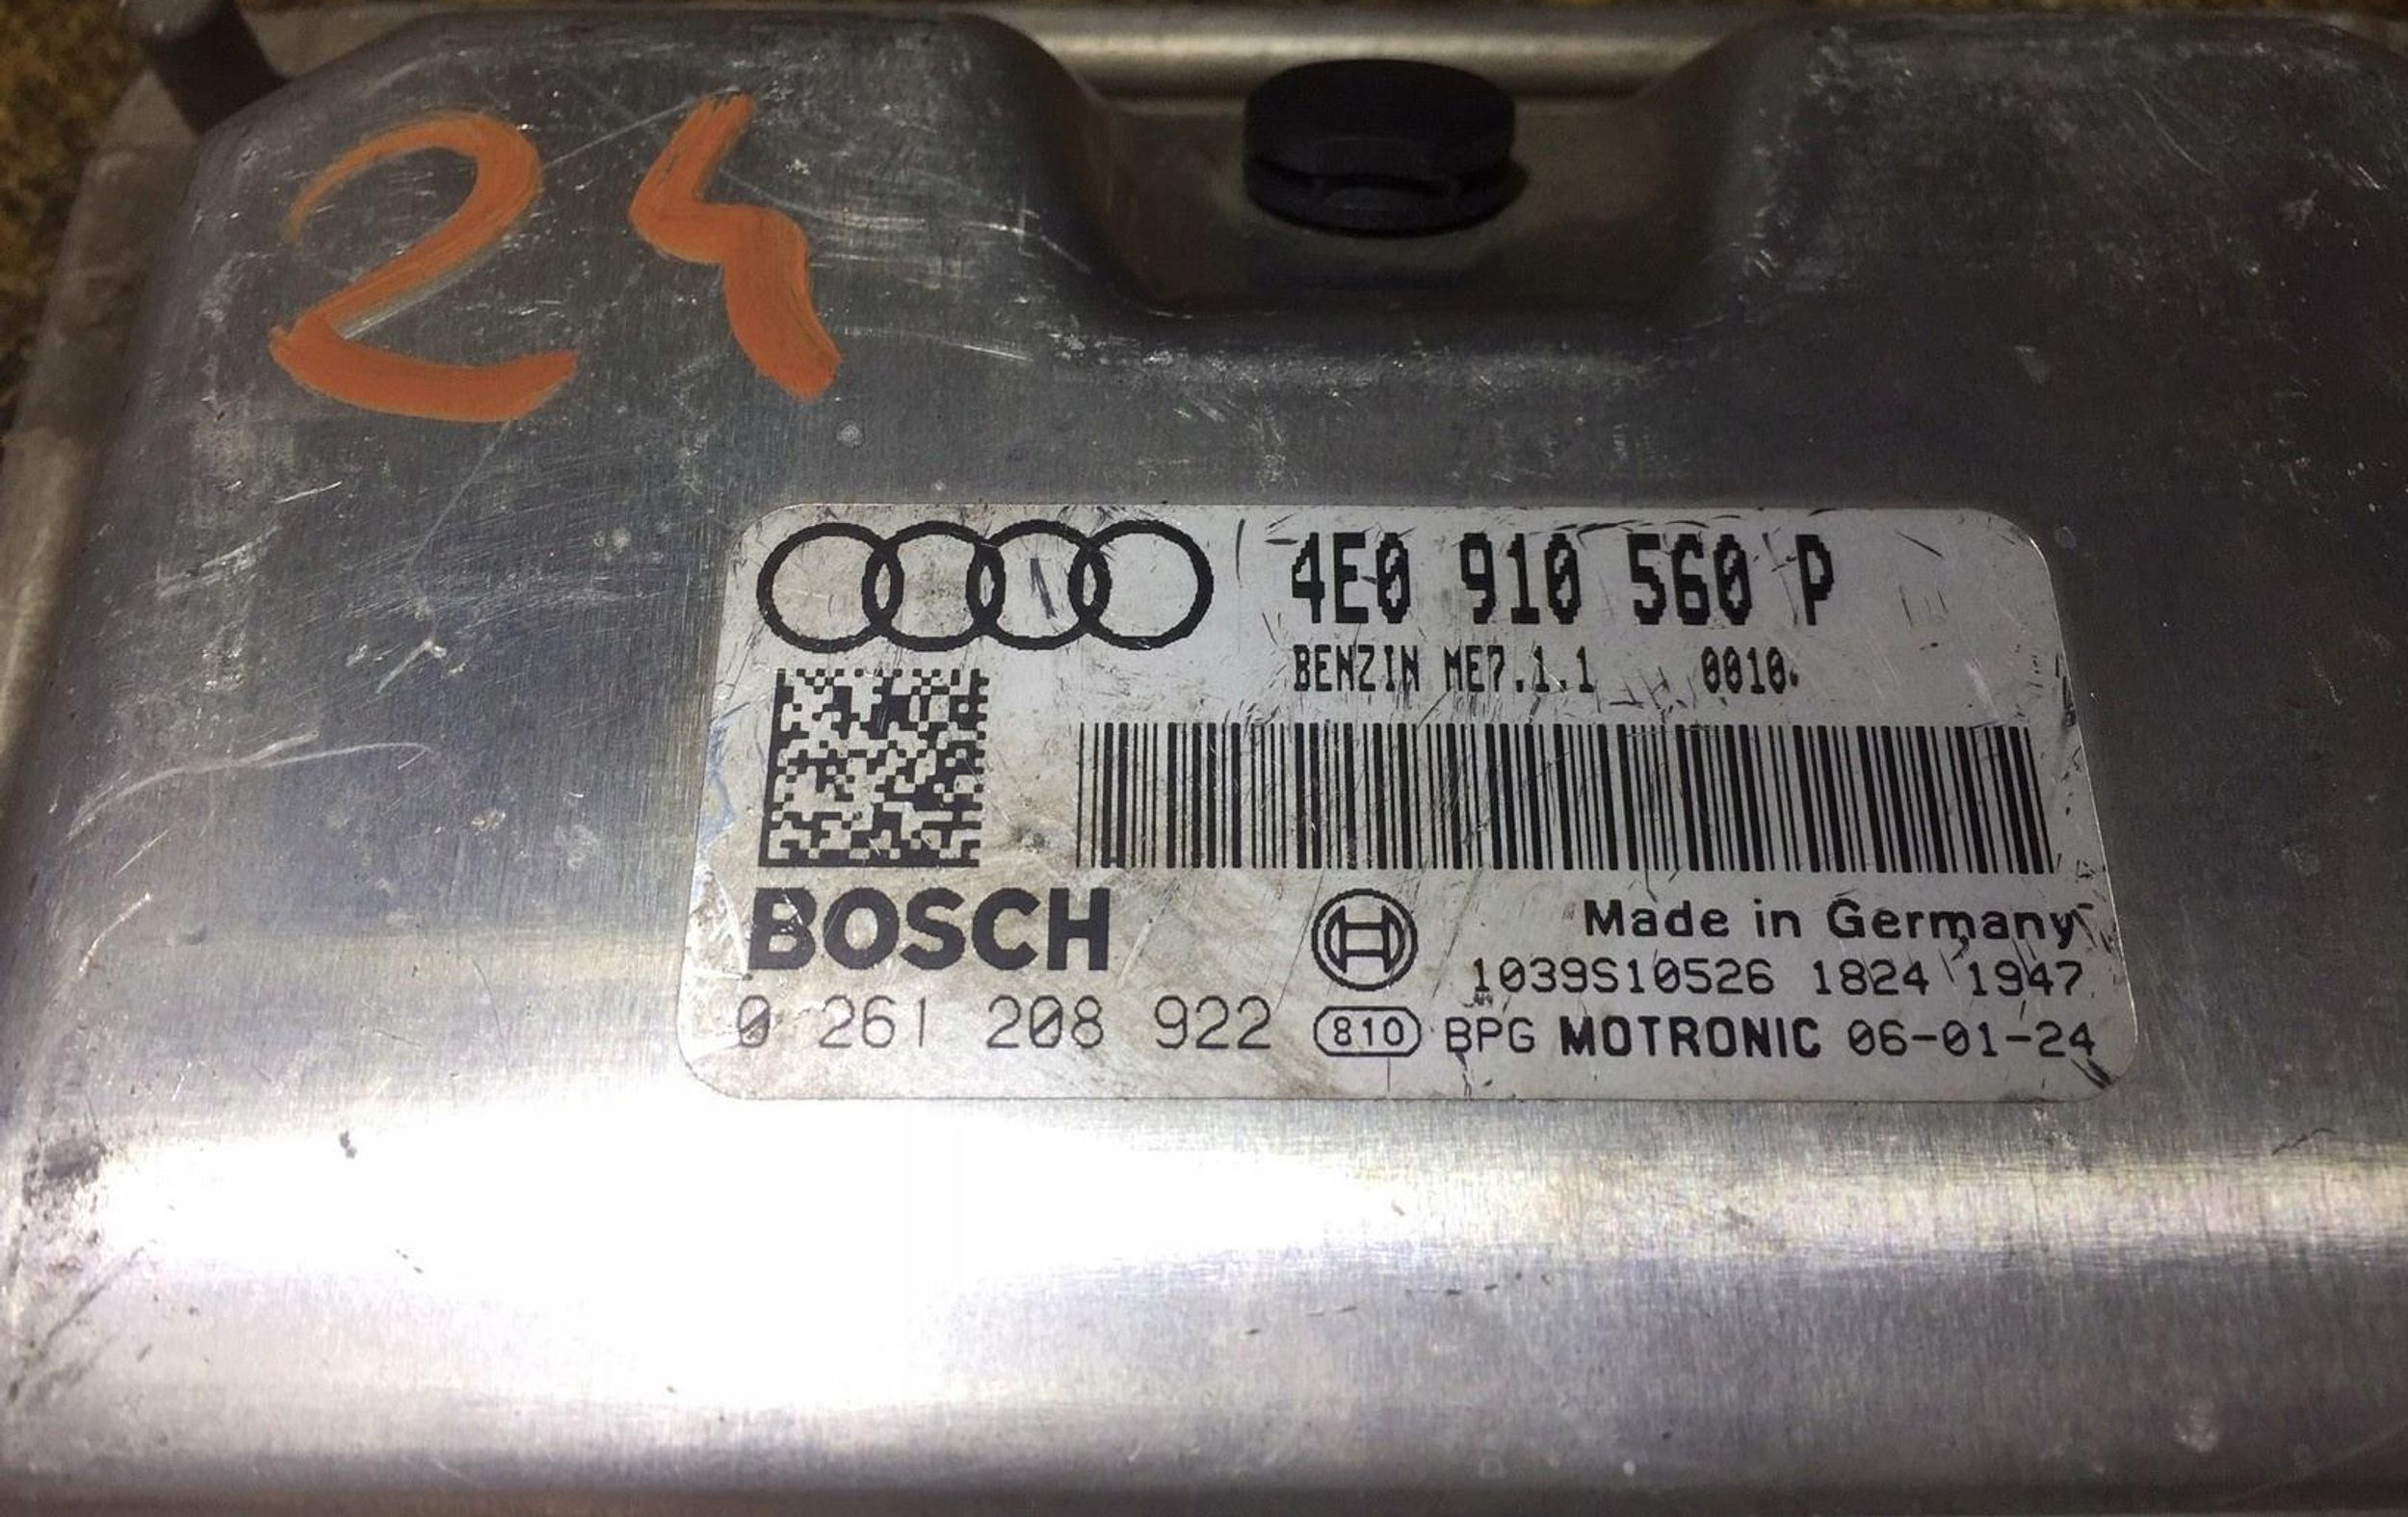 24
4E0 910 560 P
BENZIN ME7.1.1 0010
BOSCH
Made in Germany
1039S10526 1824 1947
0 261 208 922
810 BPG MOTRONIC 06-01-24